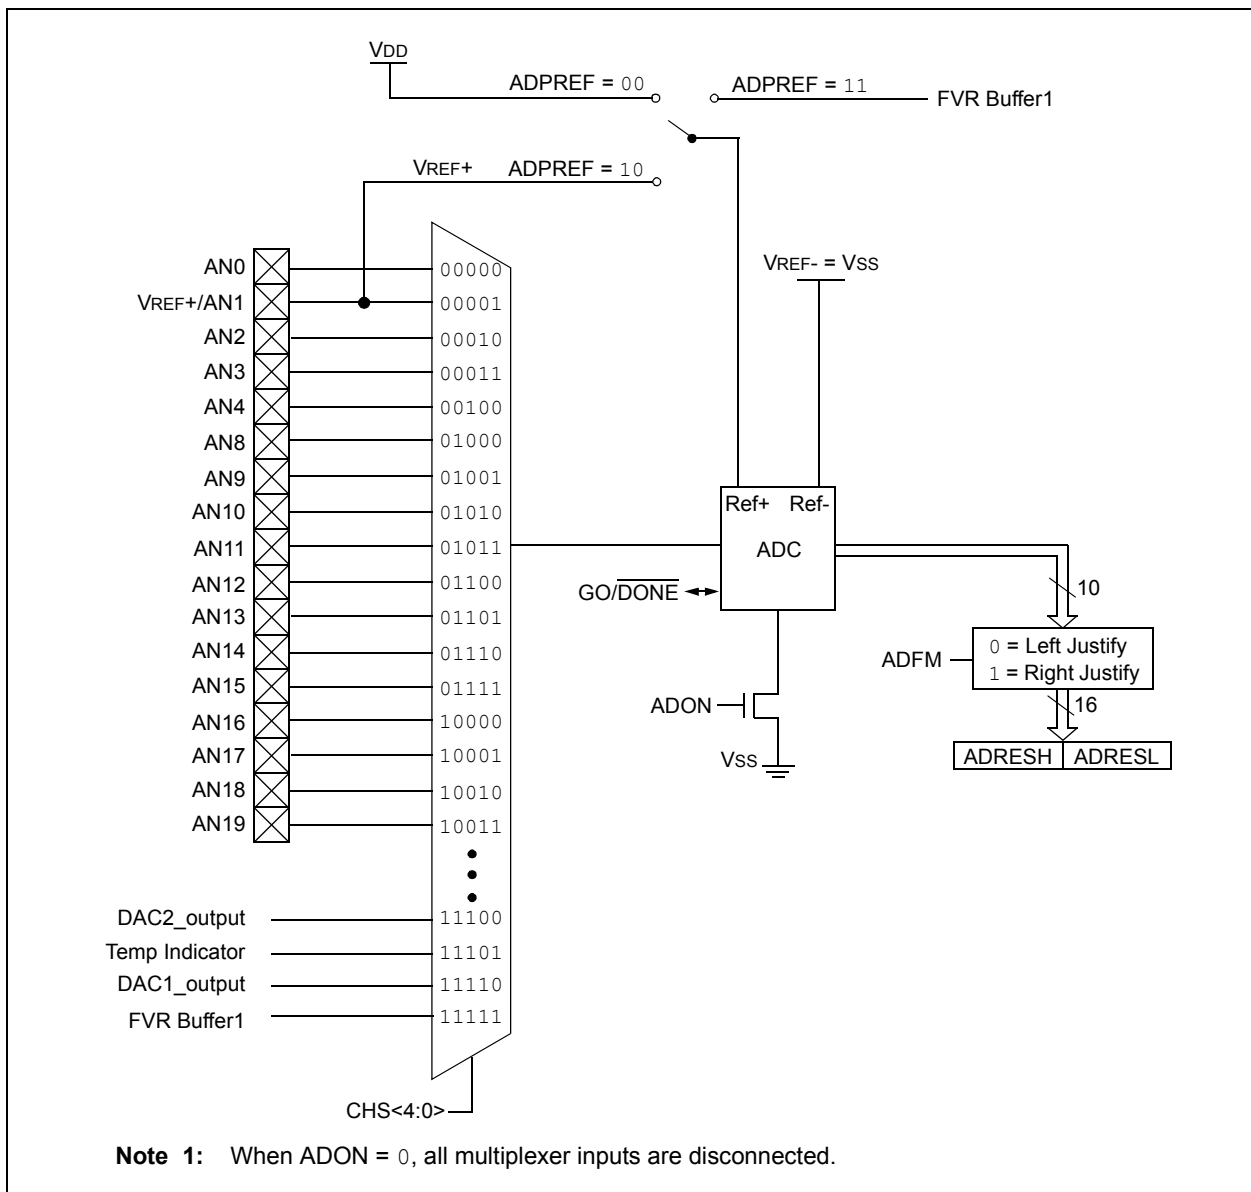 VDD
ADPREF = 00
ADPREF = 11
FVR Buffer1
VREF+ ADPREF = 10
VREF- = VSS
AN0 00000
VREF+/AN1 00001
AN2 00010
AN3 00011
AN4 00100
AN8 01000
AN9 01001
AN10 01010
AN11 01011
AN12 01100
AN13 01101
AN14 01110
AN15 01111
AN16 10000
AN17 10001
AN18 10010
AN19 10011
DAC2_output 11100
Temp Indicator 11101
DAC1_output 11110
FVR Buffer1 11111
CHS<4:0>
Ref+ Ref-
ADC
GO/DONE
ADON
VSS
10
ADFM
0 = Left Justify
1 = Right Justify
16
ADRESH ADRESL
Note 1: When ADON = 0, all multiplexer inputs are disconnected.